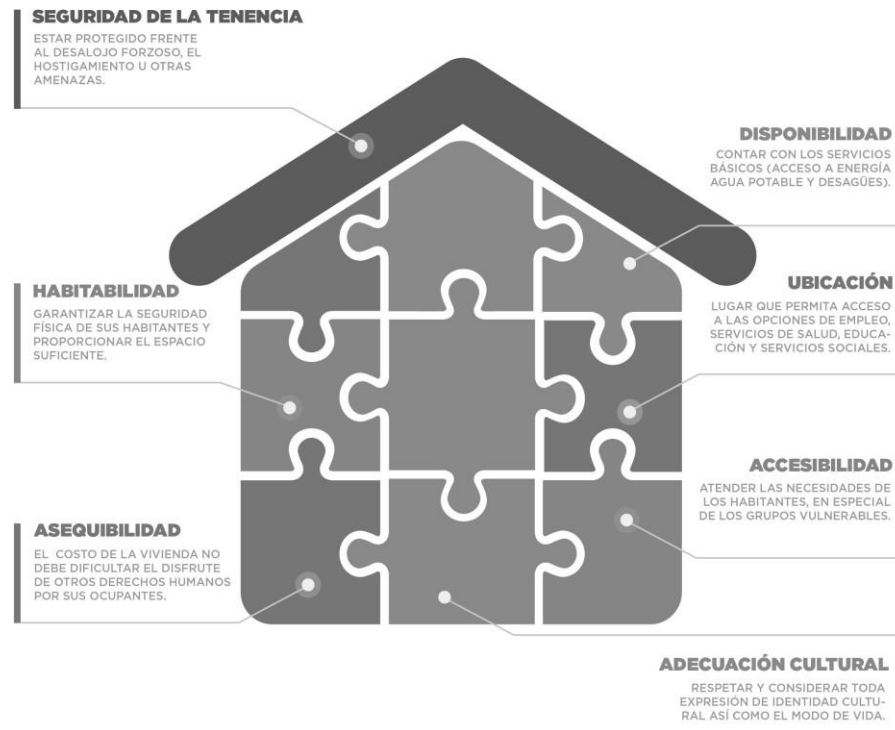 SEGURIDAD DE LA TENENCIA
ESTAR PROTEGIDO FRENTE
AL DESALOJO FORZOSO, EL
HOSTIGAMIENTO U OTRAS
AMENAZAS.
DISPONIBILIDAD
CONTAR CON LOS SERVICIOS
BÁSICOS (ACCESO A ENERGÍA
AGUA POTABLE Y DESAGÜES).
HABITABILIDAD
GARANTIZAR LA SEGURIDAD
FÍSICA DE SUS HABITANTES Y
PROPORCIONAR EL ESPACIO
SUFICIENTE.
UBICACIÓN
LUGAR QUE PERMITA ACCESO
A LAS OPCIONES DE EMPLEO,
SERVICIOS DE SALUD, EDUCA-
CIÓN Y SERVICIOS SOCIALES.
ACCESIBILIDAD
ATENDER LAS NECESIDADES DE
LOS HABITANTES, EN ESPECIAL
DE LOS GRUPOS VULNERABLES.
ASEQUIBILIDAD
EL COSTO DE LA VIVIENDA NO
DEBE DIFICULTAR EL DISFRUTE
DE OTROS DERECHOS HUMANOS
POR SUS OCUPANTES.
ADECUACIÓN CULTURAL
RESPETAR Y CONSIDERAR TODA
EXPRESIÓN DE IDENTIDAD CULTU-
RAL ASÍ COMO EL MODO DE VIDA.